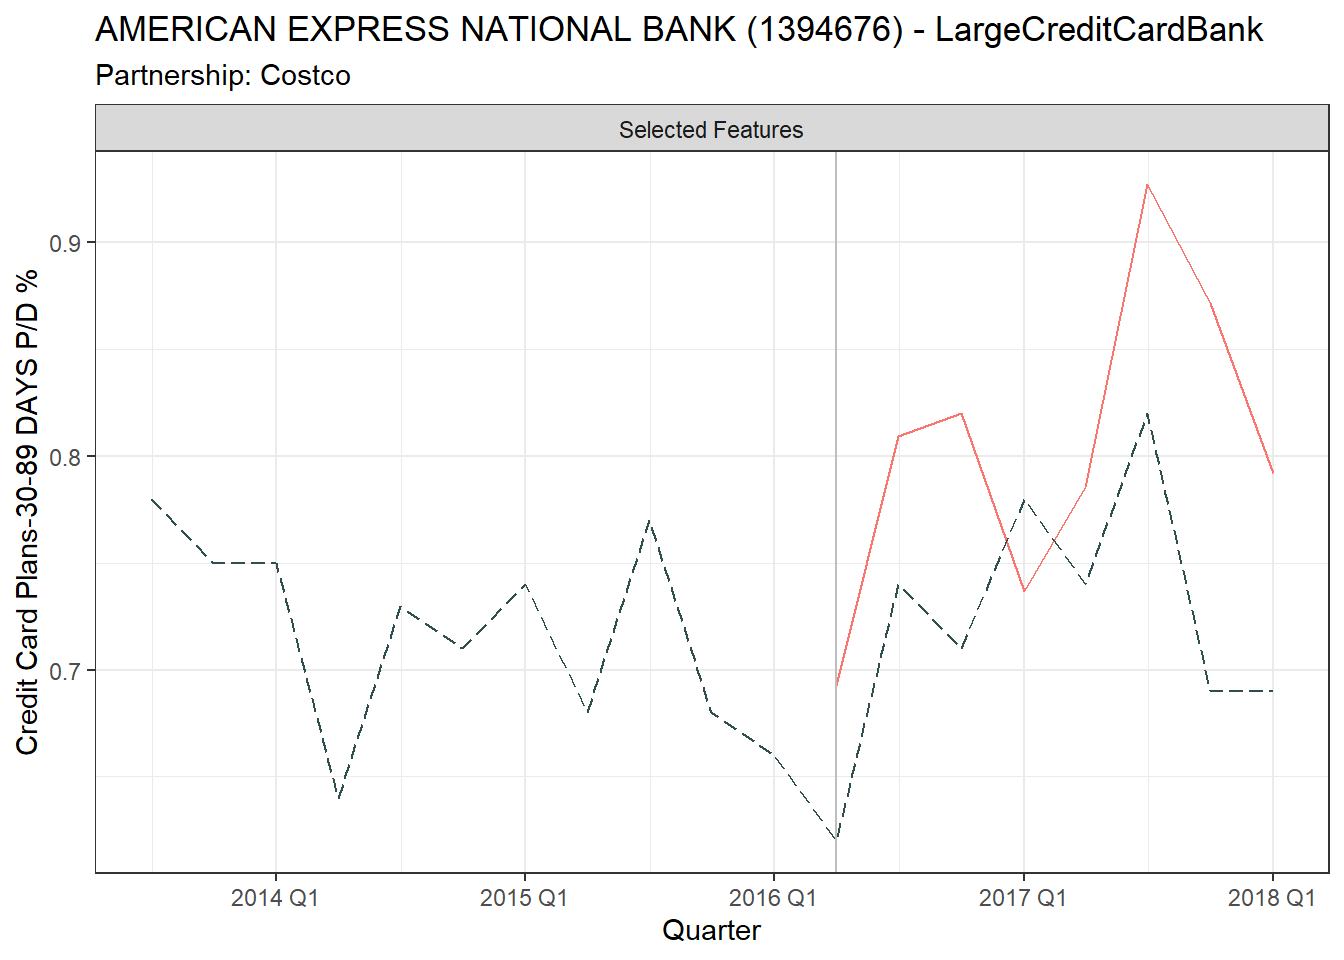 AMERICAN EXPRESS NATIONAL BANK (1394676) - LargeCreditCardBank
Partnership: Costco
Selected Features
Credit Card Plans-30-89 DAYS P/D %
0.9
0.8
0.7
2014 Q1
2015 Q1
2016 Q1
2017 Q1
2018 Q1
Quarter